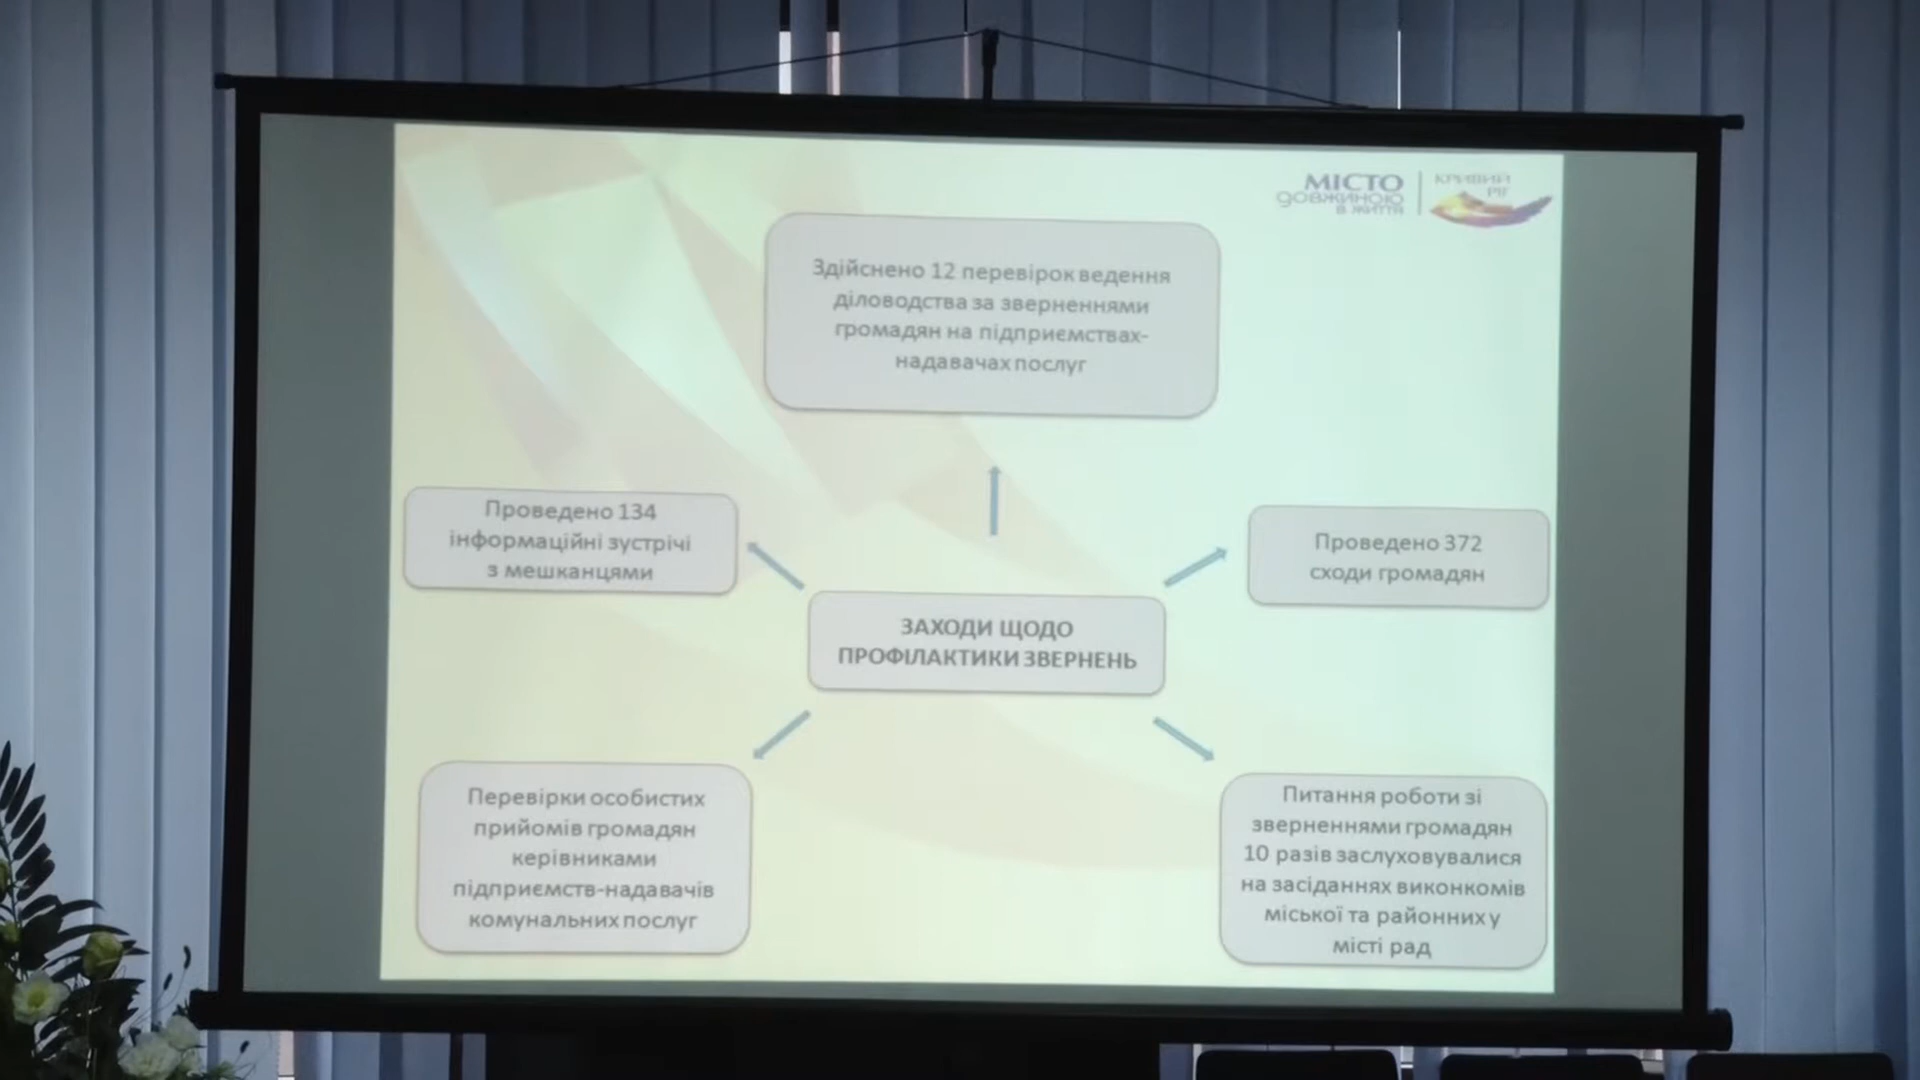 МІСТО
довжиною
в життя
КРИВИЙ
РІГ
Здійснено 12 перевірок ведення
діловодства за зверненнями
громадян на підприємствах-
надавачах послуг
Проведено 134
інформаційні зустрічі
з мешканцями
Проведено 372
сходи громадян
ЗАХОДИ ЩОДО
ПРОФІЛАКТИКИ ЗВЕРНЕНЬ
Перевірки особистих
прийомів громадян
керівниками
підприємств-надавачів
комунальних послуг
Питання роботи зі
зверненнями громадян
10 разів заслуховувалися
на засіданнях виконкомів
міської та районних у
місті рад